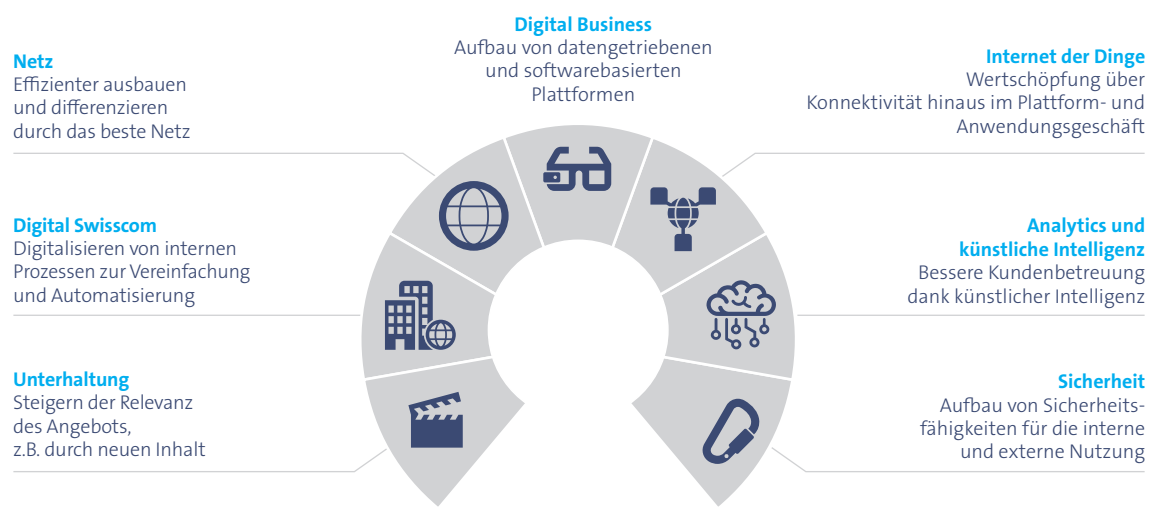 Digital Business
Aufbau von datengetriebenen
und softwarebasierten
Plattformen
Netz
Effizienter ausbauen
und differenzieren
durch das beste Netz
Internet der Dinge
Wertschöpfung über
Konnektivität hinaus im Plattform- und
Anwendungsgeschäft
Digital Swisscom
Digitalisieren von internen
Prozessen zur Vereinfachung
und Automatisierung
Analytics und
künstliche Intelligenz
Bessere Kundenbetreuung
dank künstlicher Intelligenz
Unterhaltung
Steigern der Relevanz
des Angebots,
z.B. durch neuen Inhalt
Sicherheit
Aufbau von Sicherheits-
fähigkeiten für die interne
und externe Nutzung